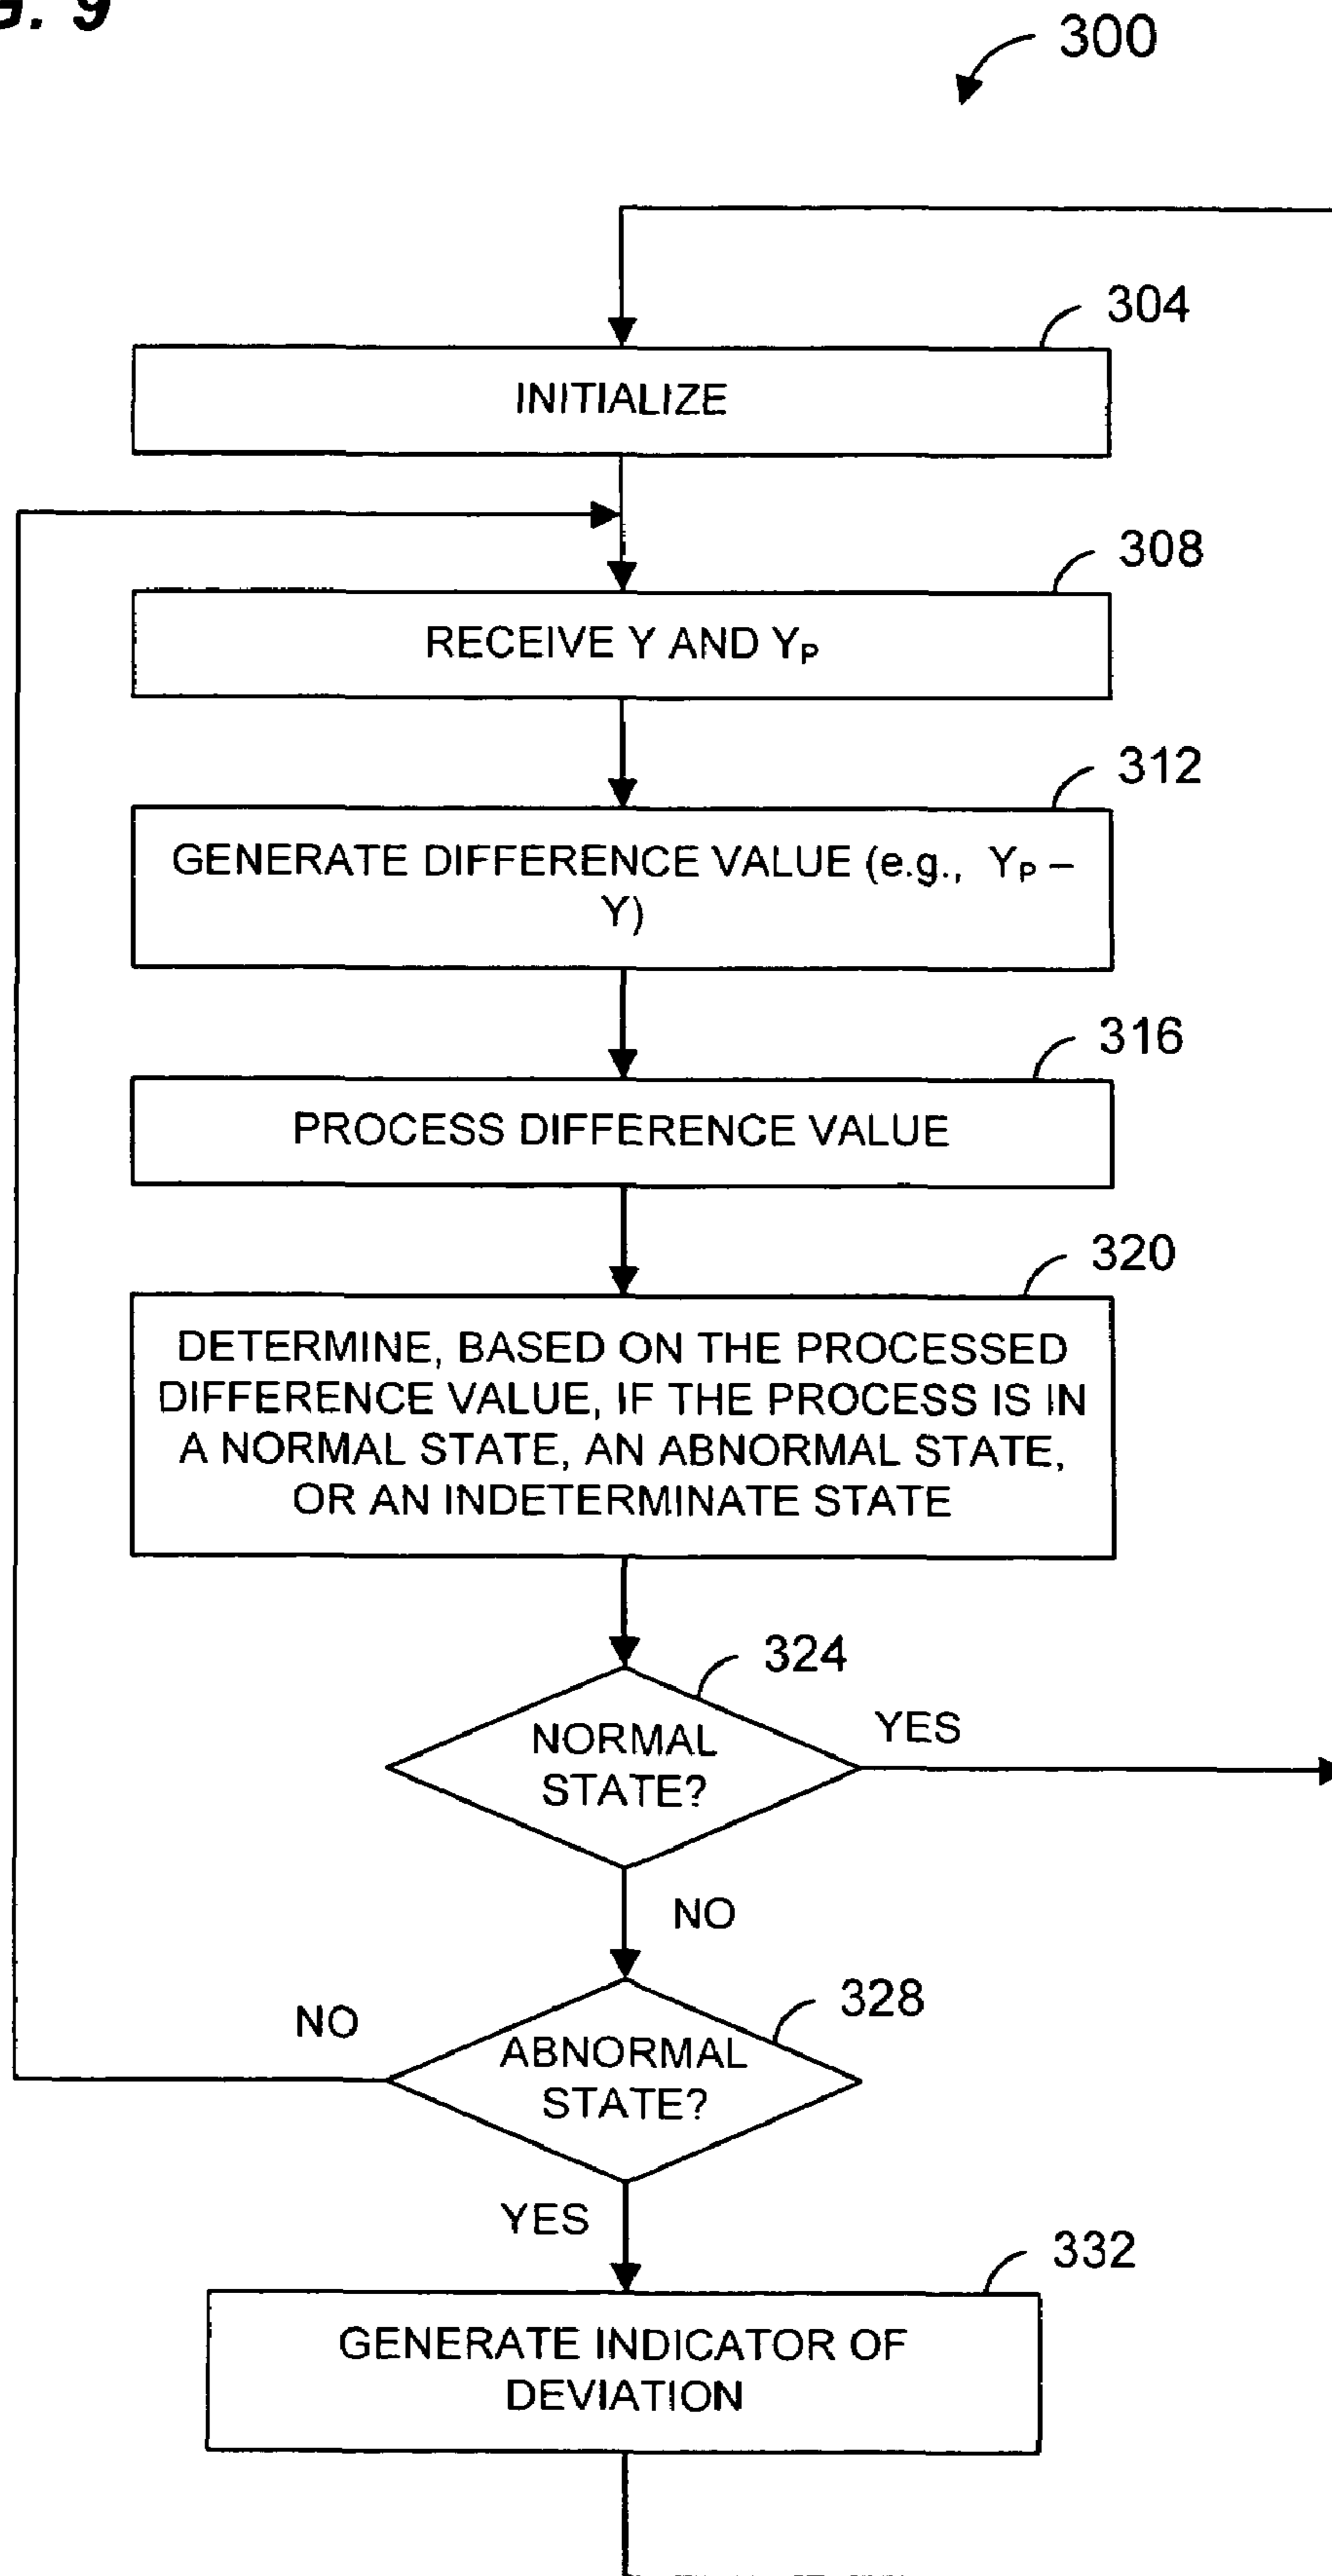 G. 9
300
304
INITIALIZE
308
RECEIVE Y AND YP
312
GENERATE DIFFERENCE VALUE (e.g., YP –
Y)
316
PROCESS DIFFERENCE VALUE
320
DETERMINE, BASED ON THE PROCESSED
DIFFERENCE VALUE, IF THE PROCESS IS IN
A NORMAL STATE, AN ABNORMAL STATE,
OR AN INDETERMINATE STATE
324
NORMAL
STATE?
YES
NO
328
NO
ABNORMAL
STATE?
YES
332
GENERATE INDICATOR OF
DEVIATION